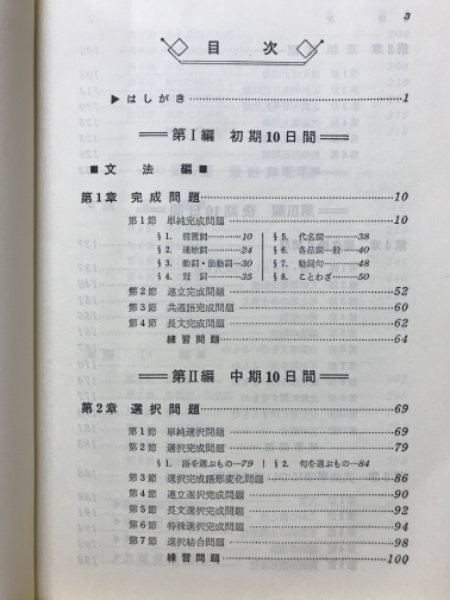 3
目次
▶はしがき……1
第Ⅰ編 初期10日間
■文法編■
第1章 完成問題……10
第1節 単純完成問題……10
§1. 前置詞……10 §5. 代名詞……38
§2. 連結詞……24 §6. 各品詞一般……40
§3. 動詞・助動詞……30 §7. 動詞句……48
§4. 冠詞……35 §8. ことわざ……50
第2節 連立完成問題……52
第3節 共通語完成問題……60
第4節 長文完成問題……62
練習問題……64
第Ⅱ編 中期10日間
第2章 選択問題……69
第1節 単純選択問題……69
第2節 選択完成問題……79
§1. 語を選ぶもの…79 §2. 句を選ぶもの…84
第3節 選択完成語形変化問題……86
第4節 連立選択完成問題……90
第5節 長文選択完成問題……92
第6節 特殊選択完成問題……94
第7節 選択結合問題……98
練習問題……100